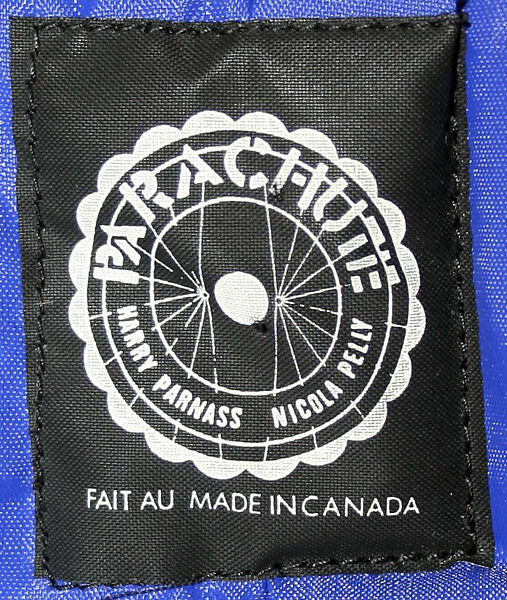 PARACHUTE
HARRY PARNASS NICOLA PELLY
FAIT AU MADE IN CANADA